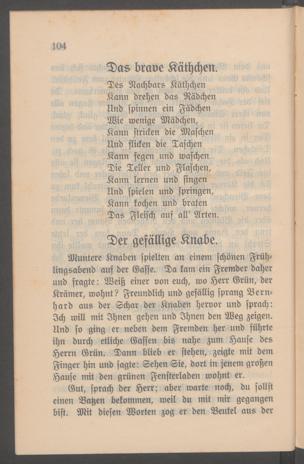 104
Das brave Käthchen.
Des Nachbars Käthchen
Kann drehen das Rädchen
Und spinnen ein Fädchen
Wie wenige Mädchen,
Kann stricken die Maschen
Und flicken die Taschen
Kann fegen und waschen
Die Teller und Flaschen,
Kann lernen und singen
Und spielen und springen,
Kann kochen und braten
Das Fleisch auf all' Arten.
Der gefällige Knabe.
Muntere Knaben spielten an einem schönen Früh-
lingsabend auf der Gasse. Da kam ein Fremder daher
und fragte: Weiß einer von euch, wo Herr Grün, der
Krämer, wohnt? Freundlich und gefällig sprang Bern-
hard aus der Schar der Knaben hervor und sprach:
Ich will mit Ihnen gehen und Ihnen den Weg zeigen.
Und so ging er neben dem Fremden her und führte
ihn durch etliche Gassen bis nahe zum Hause des
Herrn Grün. Dann blieb er stehen, zeigte mit dem
Finger hin und sagte: Sehen Sie, dort in jenem großen
Hause mit den grünen Fensterladen wohnt er.
Gut, sprach der Herr; aber warte noch, du sollst
einen Batzen bekommen, weil du mit mir gegangen
bist. Mit diesen Worten zog er den Beutel aus der